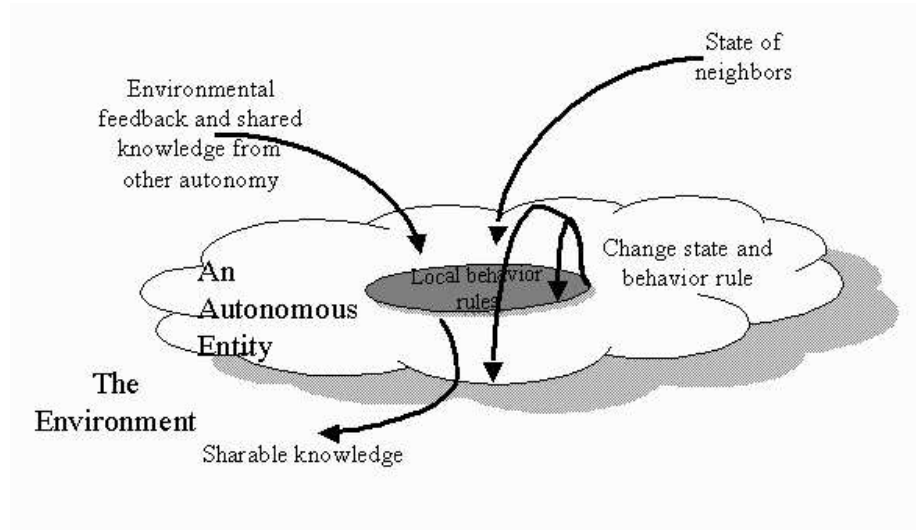 State of
neighbors
Environmental
feedback and shared
knowledge from
other autonomy
Change state and
behavior rule
Local behavior
rules
An
Autonomous
Entity
The
Environment
Sharable knowledge